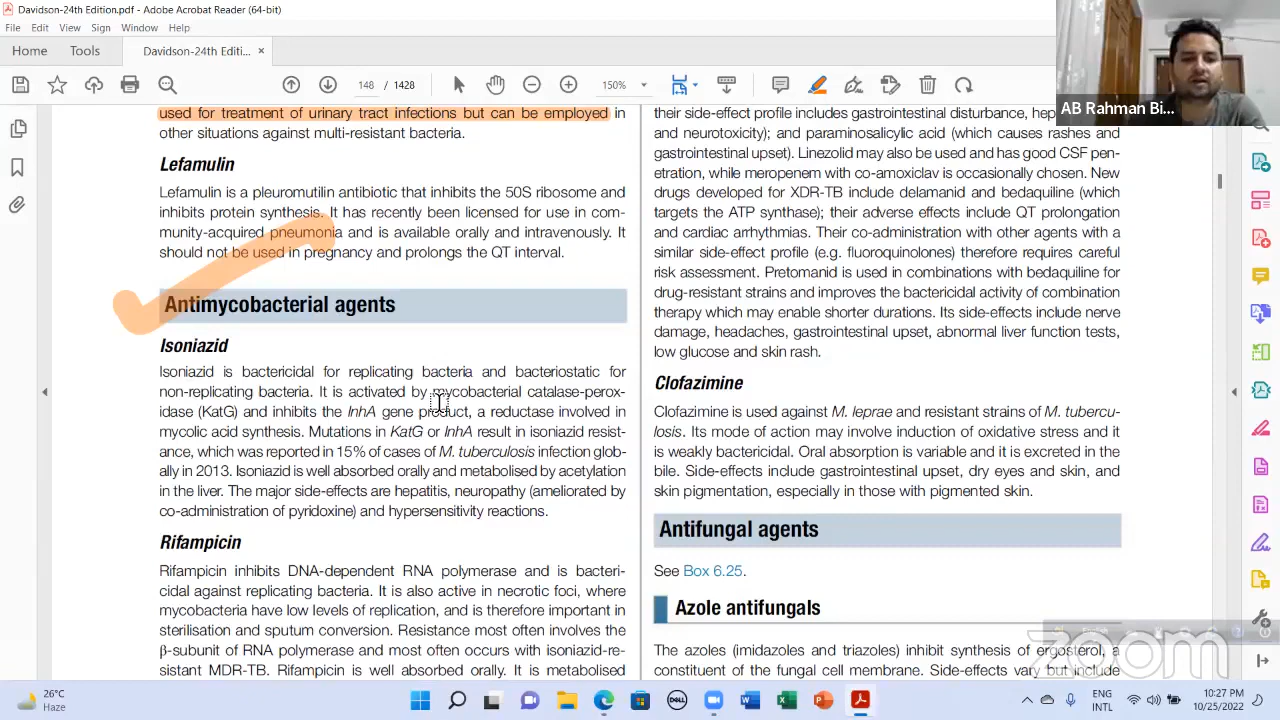 Davidson-24th Edition.pdf - Adobe Acrobat Reader (64-bit)
File Edit View Sign Window Help
Home Tools Davidson-24th Editi... ×
148 / 1428 150%
AB Rahman Bi...
used for treatment of urinary tract infections but can be employed in
other situations against multi-resistant bacteria.
Lefamulin
Lefamulin is a pleuromutilin antibiotic that inhibits the 50S ribosome and
inhibits protein synthesis. It has recently been licensed for use in com-
munity-acquired pneumonia and is available orally and intravenously. It
should not be used in pregnancy and prolongs the QT interval.
Antimycobacterial agents
Isoniazid
Isoniazid is bactericidal for replicating bacteria and bacteriostatic for
non-replicating bacteria. It is activated by mycobacterial catalase-perox-
idase (KatG) and inhibits the InhA gene product, a reductase involved in
mycolic acid synthesis. Mutations in KatG or InhA result in isoniazid resist-
ance, which was reported in 15% of cases of M. tuberculosis infection glob-
ally in 2013. Isoniazid is well absorbed orally and metabolised by acetylation
in the liver. The major side-effects are hepatitis, neuropathy (ameliorated by
co-administration of pyridoxine) and hypersensitivity reactions.
Rifampicin
Rifampicin inhibits DNA-dependent RNA polymerase and is bacteri-
cidal against replicating bacteria. It is also active in necrotic foci, where
mycobacteria have low levels of replication, and is therefore important in
sterilisation and sputum conversion. Resistance most often involves the
β-subunit of RNA polymerase and most often occurs with isoniazid-re-
sistant MDR-TB. Rifampicin is well absorbed orally. It is metabolised
their side-effect profile includes gastrointestinal disturbance,
and neurotoxicity); and paraminosalicylic acid (which causes rashes and
gastrointestinal upset). Linezolid may also be used and has good CSF pen-
etration, while meropenem with co-amoxiclav is occasionally chosen. New
drugs developed for XDR-TB include delamanid and bedaquiline (which
targets the ATP synthase); their adverse effects include QT prolongation
and cardiac arrhythmias. Their co-administration with other agents with a
similar side-effect profile (e.g. fluoroquinolones) therefore requires careful
risk assessment. Pretomanid is used in combinations with bedaquiline for
drug-resistant strains and improves the bactericidal activity of combination
therapy which may enable shorter durations. Its side-effects include nerve
damage, headaches, gastrointestinal upset, abnormal liver function tests,
low glucose and skin rash.
Clofazimine
Clofazimine is used against M. leprae and resistant strains of M. tubercu-
losis. Its mode of action may involve induction of oxidative stress and it
is weakly bactericidal. Oral absorption is variable and it is excreted in the
bile. Side-effects include gastrointestinal upset, dry eyes and skin, and
skin pigmentation, especially in those with pigmented skin.
Antifungal agents
See Box 6.25.
Azole antifungals
The azoles (imidazoles and triazoles) inhibit synthesis of ergosterol, a
constituent of the fungal cell membrane. Side-effects vary but include
zoom
26°C
Haze
DELL
ENG
INTL
10:27 PM
10/25/2022